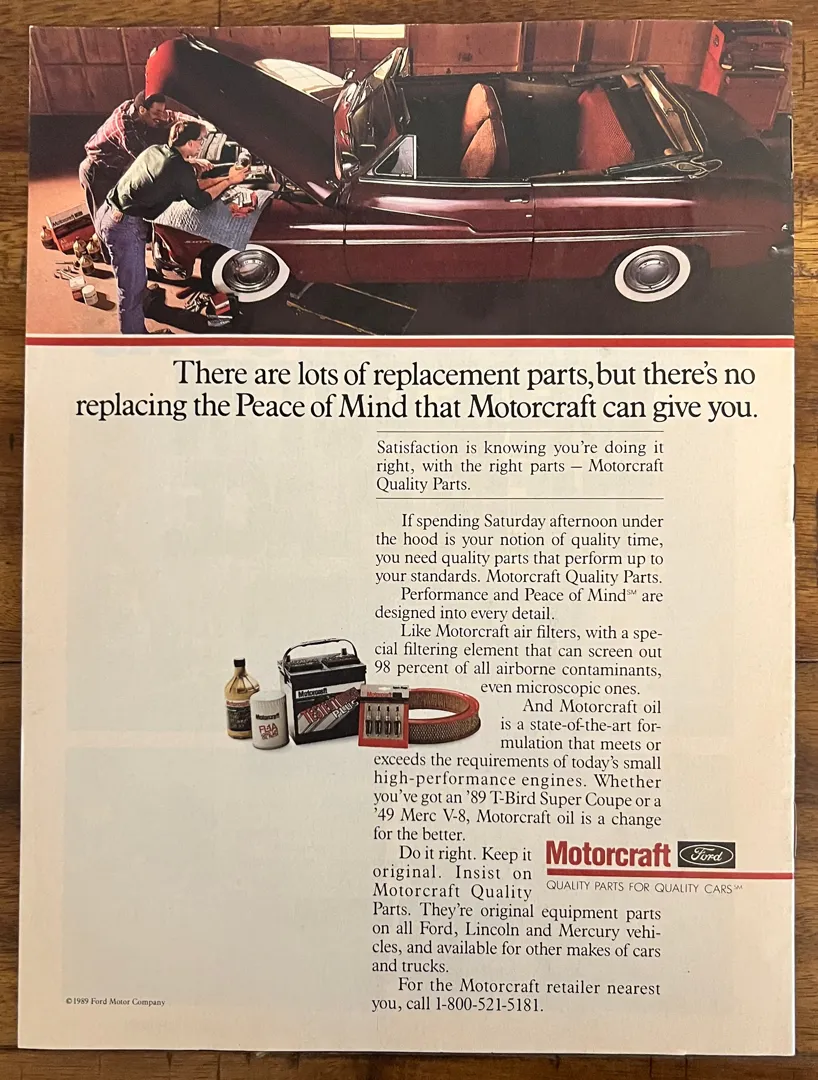 Motorcraft
There are lots of replacement parts, but there's no
replacing the Peace of Mind that Motorcraft can give you.
Satisfaction is knowing you're doing it
right, with the right parts — Motorcraft
Quality Parts.
If spending Saturday afternoon under
the hood is your notion of quality time,
you need quality parts that perform up to
your standards. Motorcraft Quality Parts.
Performance and Peace of Mind℠ are
designed into every detail.
Like Motorcraft air filters, with a spe-
cial filtering element that can screen out
98 percent of all airborne contaminants,
even microscopic ones.
And Motorcraft oil
is a state-of-the-art for-
mulation that meets or
exceeds the requirements of today's small
high-performance engines. Whether
you've got an '89 T-Bird Super Coupe or a
'49 Merc V-8, Motorcraft oil is a change
for the better.
Motorcraft
Motorcraft
FL1A
Motorcraft
Do it right. Keep it
original. Insist on
Motorcraft Quality
Parts. They're original equipment parts
on all Ford, Lincoln and Mercury vehi-
cles, and available for other makes of cars
and trucks.
For the Motorcraft retailer nearest
you, call 1-800-521-5181.
Motorcraft Ford
QUALITY PARTS FOR QUALITY CARS℠
© 1989 Ford Motor Company